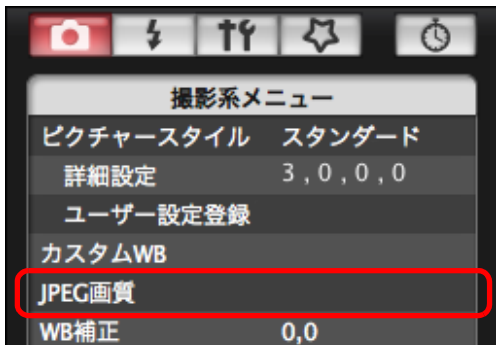 撮影系メニュー
ピクチャースタイル スタンダード
詳細設定 3,0,0,0
ユーザー設定登録
カスタムWB
JPEG画質
WB補正 0,0